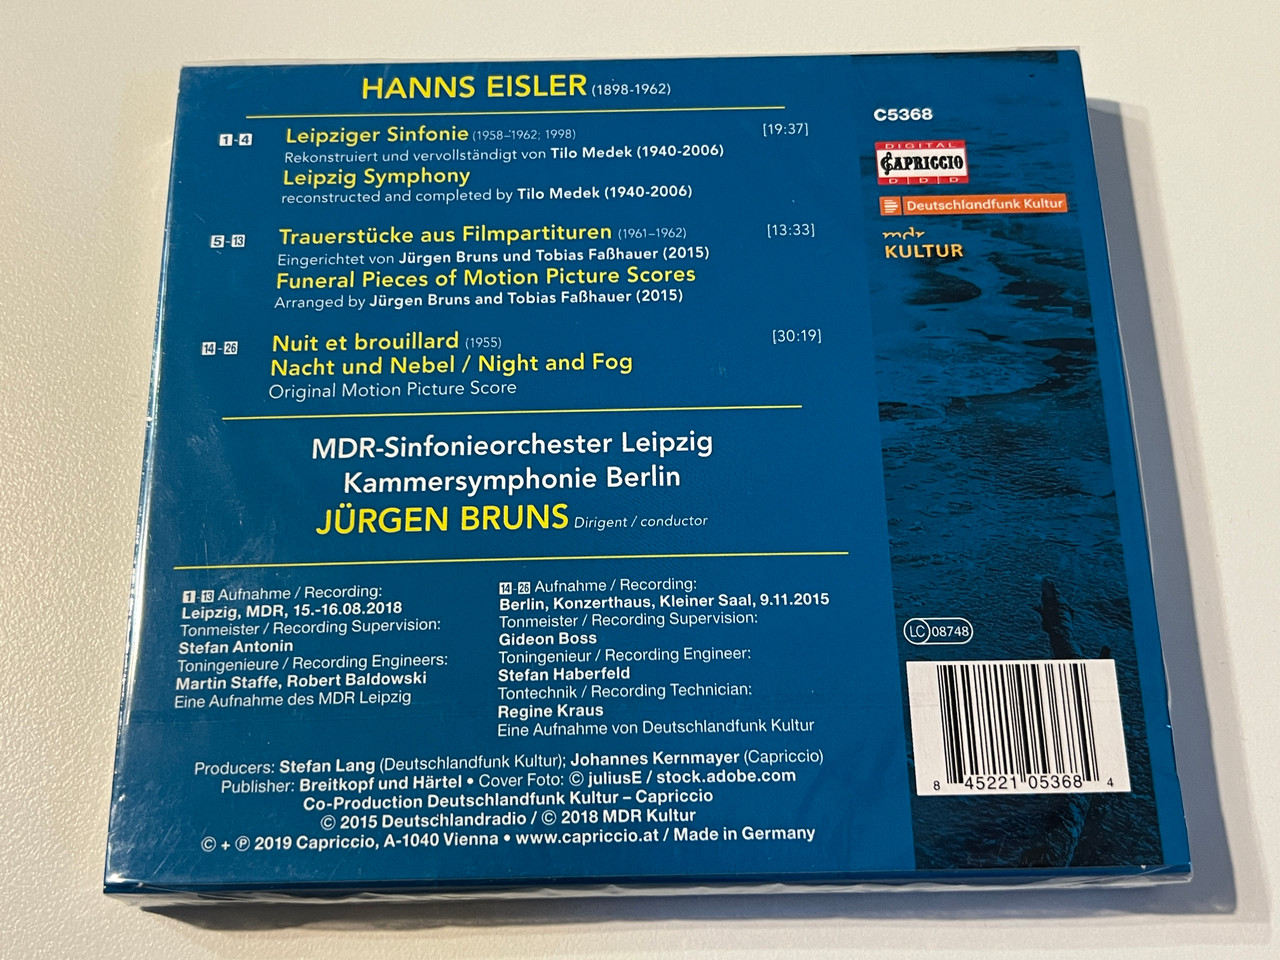 HANNS EISLER (1898-1962)
1-4 Leipziger Sinfonie (1958–1962; 1998) [19:37]
Rekonstruiert und vervollständigt von Tilo Medek (1940-2006)
Leipzig Symphony
reconstructed and completed by Tilo Medek (1940-2006)
5-13 Trauerstücke aus Filmpartituren (1961–1962) [13:33]
Eingerichtet von Jürgen Bruns und Tobias Faßhauer (2015)
Funeral Pieces of Motion Picture Scores
Arranged by Jürgen Bruns and Tobias Faßhauer (2015)
14-26 Nuit et brouillard (1955) [30:19]
Nacht und Nebel / Night and Fog
Original Motion Picture Score
MDR-Sinfonieorchester Leipzig
Kammersymphonie Berlin
JÜRGEN BRUNS Dirigent / conductor
1-13 Aufnahme / Recording:
Leipzig, MDR, 15.-16.08.2018
Tonmeister / Recording Supervision:
Stefan Antonin
Toningenieure / Recording Engineers:
Martin Staffe, Robert Baldowski
Eine Aufnahme des MDR Leipzig
14-26 Aufnahme / Recording:
Berlin, Konzerthaus, Kleiner Saal, 9.11.2015
Tonmeister / Recording Supervision:
Gideon Boss
Toningenieur / Recording Engineer:
Stefan Haberfeld
Tontechnik / Recording Technician:
Regine Kraus
Eine Aufnahme von Deutschlandfunk Kultur
Producers: Stefan Lang (Deutschlandfunk Kultur); Johannes Kernmayer (Capriccio)
Publisher: Breitkopf und Härtel • Cover Foto: © juliusE / stock.adobe.com
Co-Production Deutschlandfunk Kultur – Capriccio
© 2015 Deutschlandradio / © 2018 MDR Kultur
© + ℗ 2019 Capriccio, A-1040 Vienna • www.capriccio.at / Made in Germany
C5368
DIGITAL
CAPRICCIO
D D D
Deutschlandfunk Kultur
mdr
KULTUR
LC 08748
8 45221 05368 4